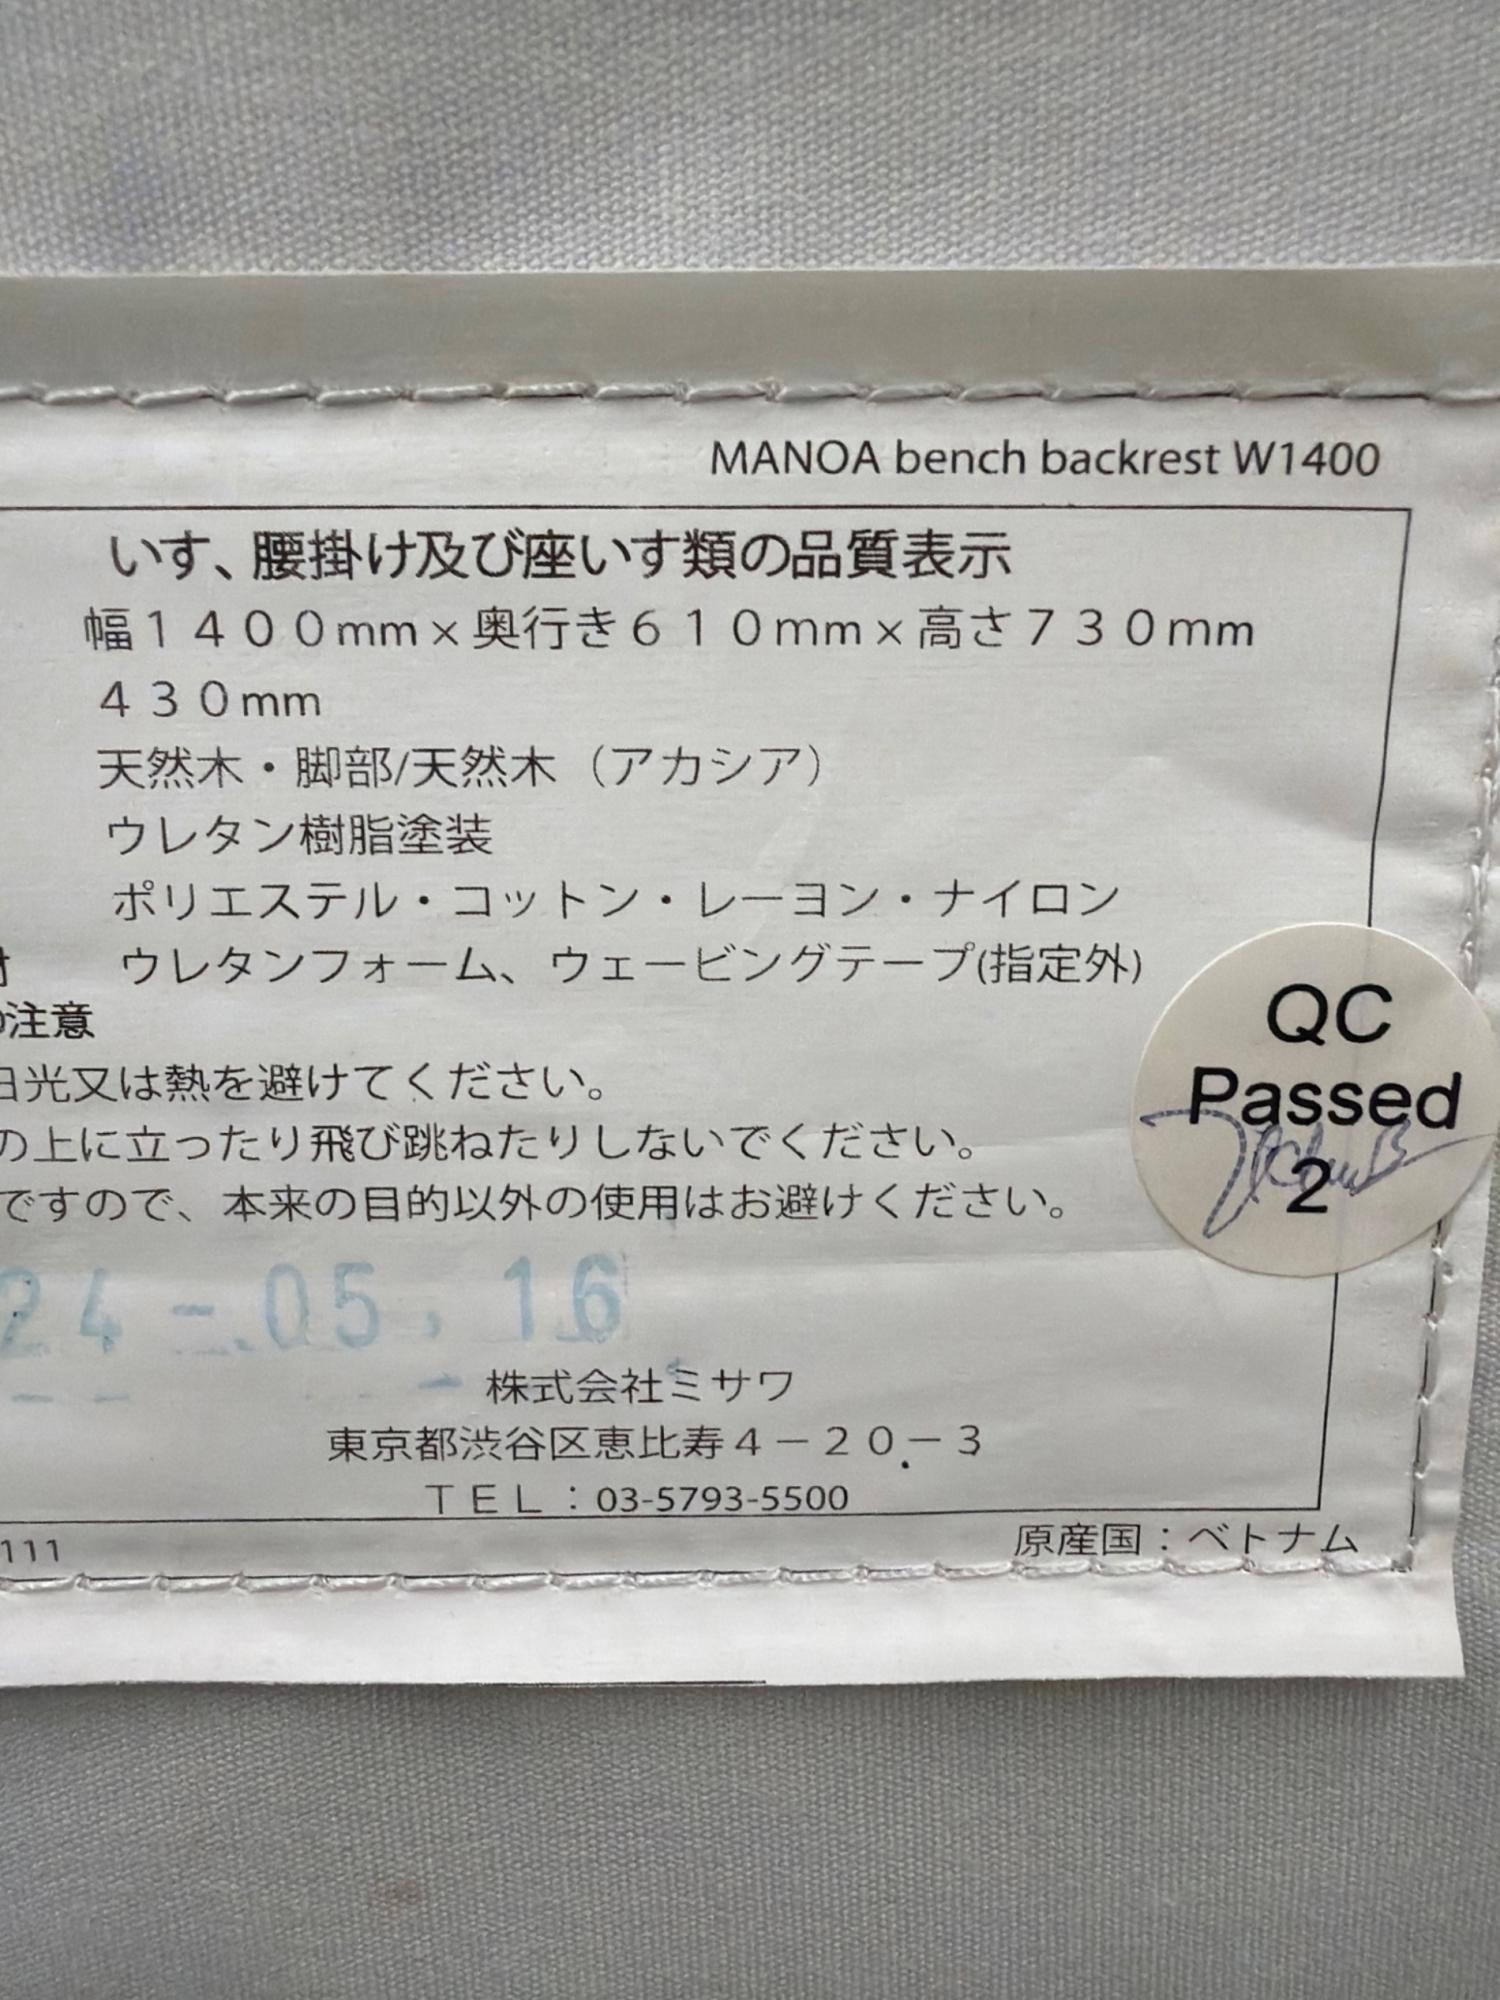 MANOA bench backrest W1400
いす、腰掛け及び座いす類の品質表示
幅１４００mm×奥行き６１０mm×高さ７３０mm
４３０mm
天然木・脚部/天然木（アカシア）
ウレタン樹脂塗装
ポリエステル・コットン・レーヨン・ナイロン
ウレタンフォーム、ウェービングテープ(指定外)
の注意
日光又は熱を避けてください。
の上に立ったり飛び跳ねたりしないでください。
ですので、本来の目的以外の使用はお避けください。
QC
Passed
2
24-.05,16
株式会社ミサワ
東京都渋谷区恵比寿４－２０－３
ＴＥＬ：03-5793-5500
111
原産国：ベトナム